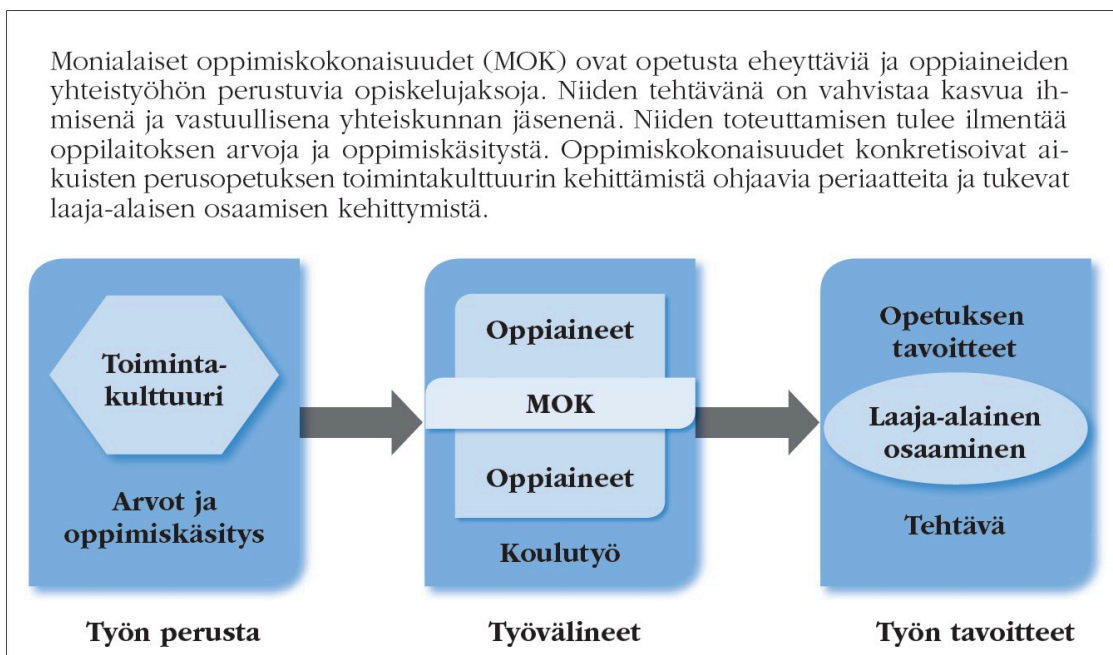 Monialaiset oppimiskokonaisuudet (MOK) ovat opetusta eheyttäviä ja oppiaineiden
yhteistyöhön perustuvia opiskelujaksoja. Niiden tehtävänä on vahvistaa kasvua ih-
misenä ja vastuullisena yhteiskunnan jäsenenä. Niiden toteuttamisen tulee ilmentää
oppilaitoksen arvoja ja oppimiskäsitystä. Oppimiskokonaisuudet konkretisoivat ai-
kuisten perusopetuksen toimintakulttuurin kehittämistä ohjaavia periaatteita ja tukevat
laaja-alaisen osaamisen kehittymistä.
Toiminta-
kulttuuri
Arvot ja
oppimiskäsitys
Työn perusta
Oppiaineet
MOK
Oppiaineet
Koulutyö
Työvälineet
Opetuksen
tavoitteet
Laaja-alainen
osaaminen
Tehtävä
Työn tavoitteet